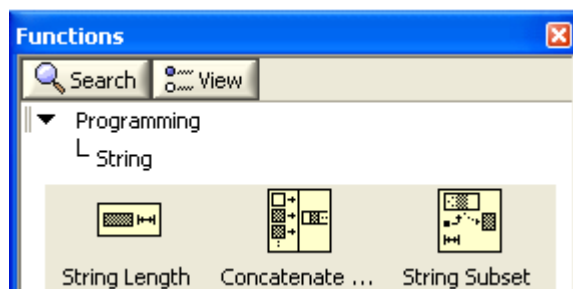 Functions
Search View
Programming
String
String Length Concatenate ... String Subset